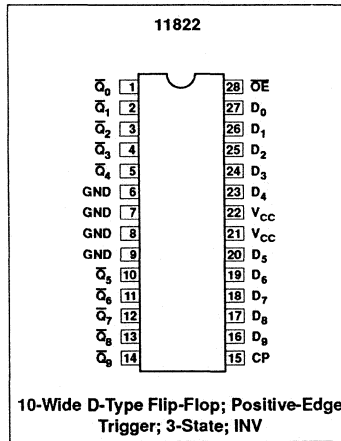 11822
Q̅0 1 28 O̅E̅
Q̅1 2 27 D0
Q̅2 3 26 D1
Q̅3 4 25 D2
Q̅4 5 24 D3
GND 6 23 D4
GND 7 22 VCC
GND 8 21 VCC
GND 9 20 D5
Q̅5 10 19 D6
Q̅6 11 18 D7
Q̅7 12 17 D8
Q̅8 13 16 D9
Q̅9 14 15 CP
10-Wide D-Type Flip-Flop; Positive-Edge
Trigger; 3-State; INV